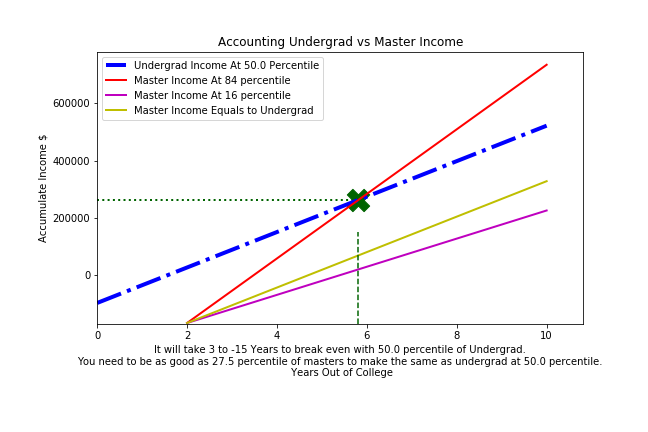 Accounting Undergrad vs Master Income
Undergrad Income At 50.0 Percentile
Master Income At 84 percentile
Master Income At 16 percentile
Master Income Equals to Undergrad
Accumulate Income $
600000
400000
200000
0
0 2 4 6 8 10
It will take 3 to -15 Years to break even with 50.0 percentile of Undergrad.
You need to be as good as 27.5 percentile of masters to make the same as undergrad at 50.0 percentile.
Years Out of College